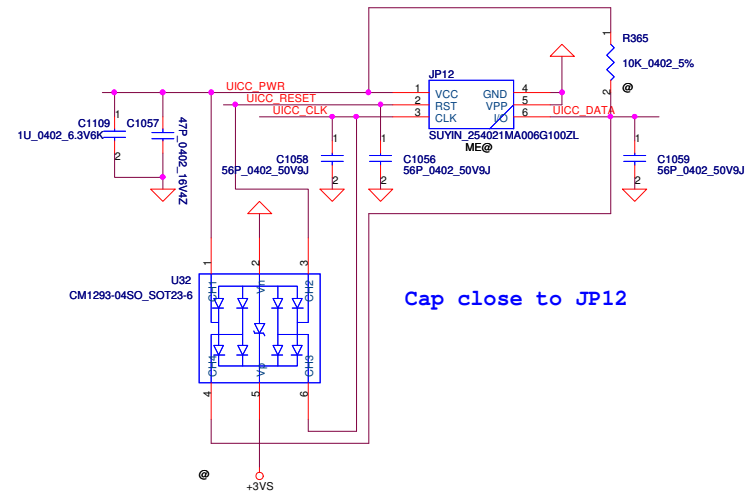 R365
10K_0402_5%
@
1
2
JP12
UICC_PWR
UICC_RESET
UICC_CLK
1
2
3
VCC
RST
CLK
GND
VPP
I/O
4
5
6
UICC_DATA
SUYIN_254021MA006G100ZL
ME@
C1109
1U_0402_6.3V6K
1
2
C1057
47P_0402_16V4Z
1
2
C1058
56P_0402_50V9J
1
2
C1056
56P_0402_50V9J
1
2
C1059
56P_0402_50V9J
1
2
U32
CM1293-04SO_SOT23-6
1
2
3
CH1
Vn
CH2
CH4
Vp
CH3
4
5
6
Cap close to JP12
@
+3VS